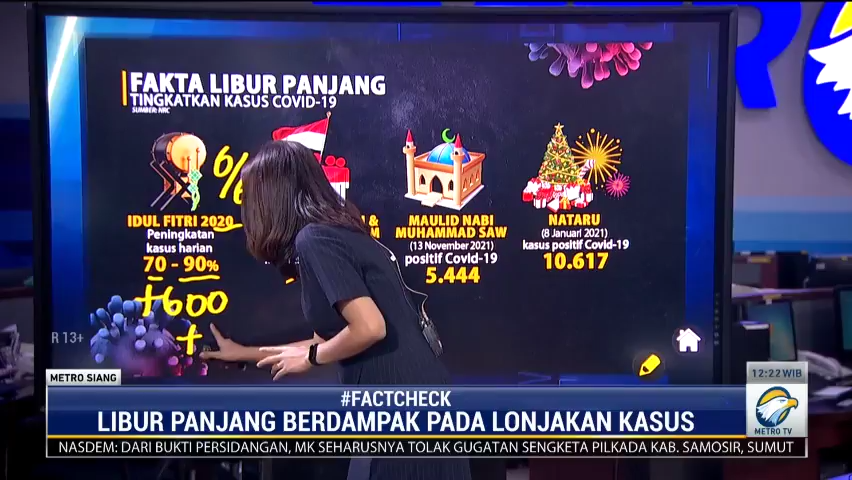 FAKTA LIBUR PANJANG
TINGKATKAN KASUS COVID-19
SUMBER: NRC
IDUL FITRI 2020
Peningkatan
kasus harian
70 - 90%
+600
+
&
MAULID NABI
MUHAMMAD SAW
(13 November 2021)
positif Covid-19
5.444
NATARU
(8 Januari 2021)
kasus positif Covid-19
10.617
R 13+
METRO SIANG
12:22 WIB
#FACTCHECK
LIBUR PANJANG BERDAMPAK PADA LONJAKAN KASUS
METRO TV
NASDEM: DARI BUKTI PERSIDANGAN, MK SEHARUSNYA TOLAK GUGATAN SENGKETA PILKADA KAB. SAMOSIR, SUMUT